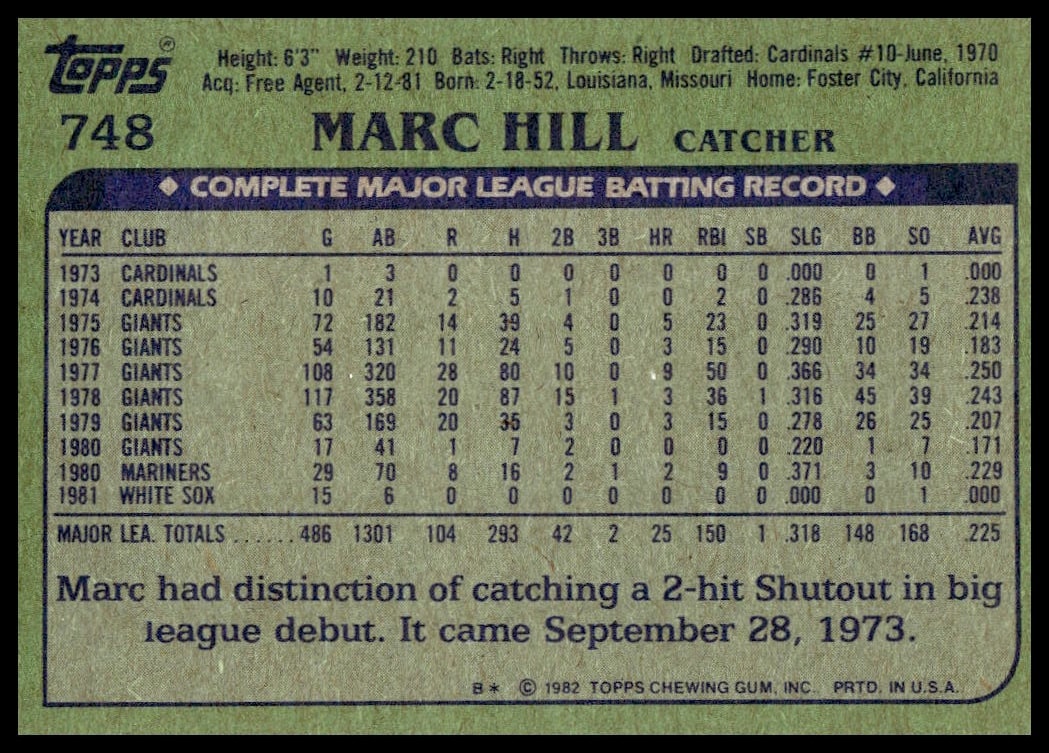 Topps® Height: 6'3" Weight: 210 Bats: Right Throws: Right Drafted: Cardinals #10-June, 1970
Acq: Free Agent, 2-12-81 Born: 2-18-52, Louisiana, Missouri Home: Foster City, California
748 MARC HILL CATCHER
◆ COMPLETE MAJOR LEAGUE BATTING RECORD ◆
YEAR CLUB G AB R H 2B 3B HR RBI SB SLG BB SO AVG
1973 CARDINALS 1 3 0 0 0 0 0 0 0 .000 0 1 .000
1974 CARDINALS 10 21 2 5 1 0 0 2 0 .286 4 5 .238
1975 GIANTS 72 182 14 39 4 0 5 23 0 .319 25 27 .214
1976 GIANTS 54 131 11 24 5 0 3 15 0 .290 10 19 .183
1977 GIANTS 108 320 28 80 10 0 9 50 0 .366 34 34 .250
1978 GIANTS 117 358 20 87 15 1 3 36 1 .316 45 39 .243
1979 GIANTS 63 169 20 35 3 0 3 15 0 .278 26 25 .207
1980 GIANTS 17 41 1 7 2 0 0 0 0 .220 1 7 .171
1980 MARINERS 29 70 8 16 2 1 2 9 0 .371 3 10 .229
1981 WHITE SOX 15 6 0 0 0 0 0 0 0 .000 0 1 .000
MAJOR LEA. TOTALS ...... 486 1301 104 293 42 2 25 150 1 .318 148 168 .225
Marc had distinction of catching a 2-hit Shutout in big
league debut. It came September 28, 1973.
B* © 1982 TOPPS CHEWING GUM, INC. PRTD. IN U.S.A.